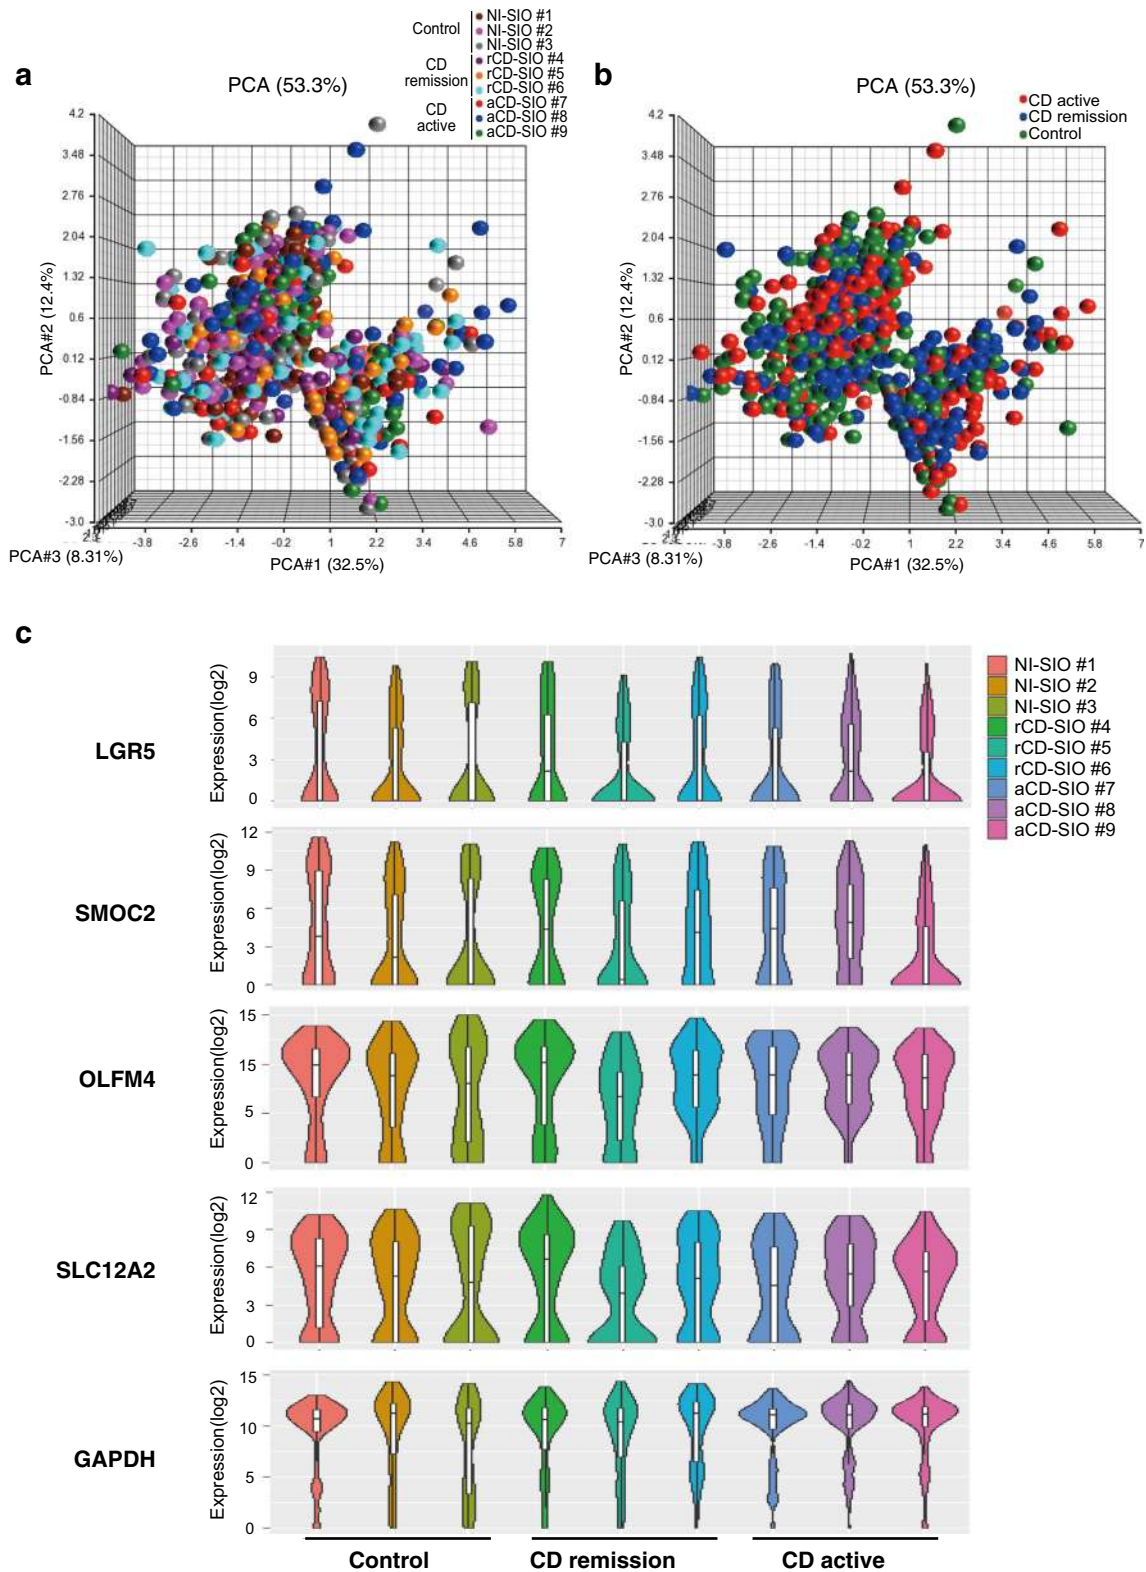 a
PCA (53.3%)
Control
NI-SIO #1
NI-SIO #2
NI-SIO #3
CD remission
rCD-SIO #4
rCD-SIO #5
rCD-SIO #6
CD active
aCD-SIO #7
aCD-SIO #8
aCD-SIO #9
4.2
3.48
2.76
2.04
1.32
0.6
0.12
-0.84
-1.56
-2.28
-3.0
PCA#2 (12.4%)
-3.8 -2.6 -1.4 -0.2 1 2.2 3.4 4.6 5.8 7
PCA#3 (8.31%)
PCA#1 (32.5%)
b
PCA (53.3%)
CD active
CD remission
Control
4.2
3.48
2.76
2.04
1.32
0.6
0.12
-0.84
-1.56
-2.28
-3.0
PCA#2 (12.4%)
-3.8 -2.6 -1.4 -0.2 1 2.2 3.4 4.6 5.8 7
PCA#3 (8.31%)
PCA#1 (32.5%)
c
LGR5
Expression(log2)
9
6
3
0
SMOC2
Expression(log2)
12
9
6
3
0
OLFM4
Expression(log2)
15
15
5
0
SLC12A2
Expression(log2)
12
9
6
3
0
GAPDH
Expression(log2)
15
10
5
0
NI-SIO #1
NI-SIO #2
NI-SIO #3
rCD-SIO #4
rCD-SIO #5
rCD-SIO #6
aCD-SIO #7
aCD-SIO #8
aCD-SIO #9
Control
CD remission
CD active